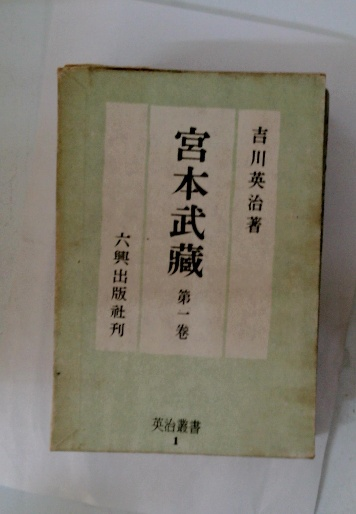 吉川英治著
宮本武藏 第一卷
六興出版社刊
英治叢書
1